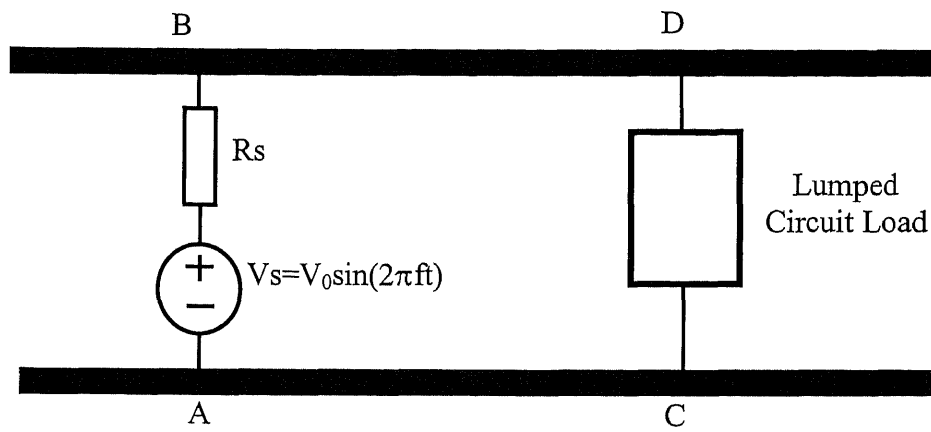 B
D
Rs
Lumped
Circuit Load
+
Vs=V₀sin(2πft)
−
A
C